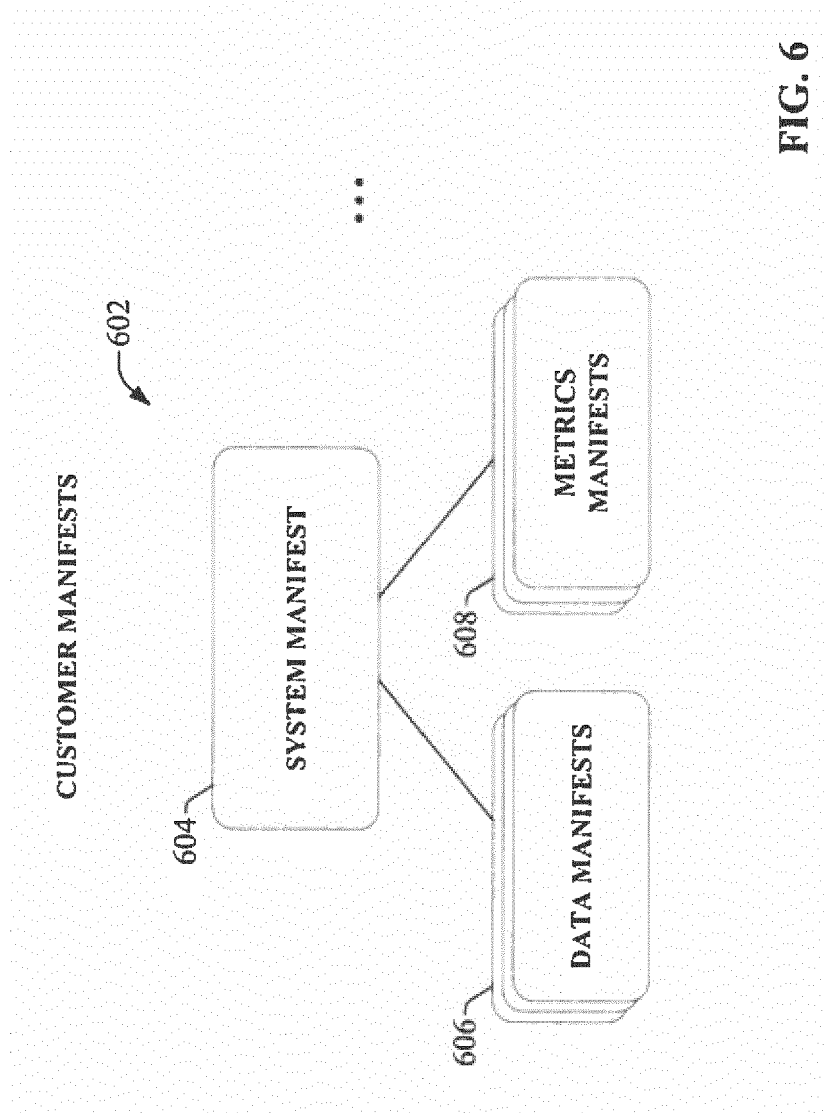 CUSTOMER MANIFESTS
602
604
SYSTEM MANIFEST
...
606
DATA MANIFESTS
608
METRICS
MANIFESTS
FIG. 6